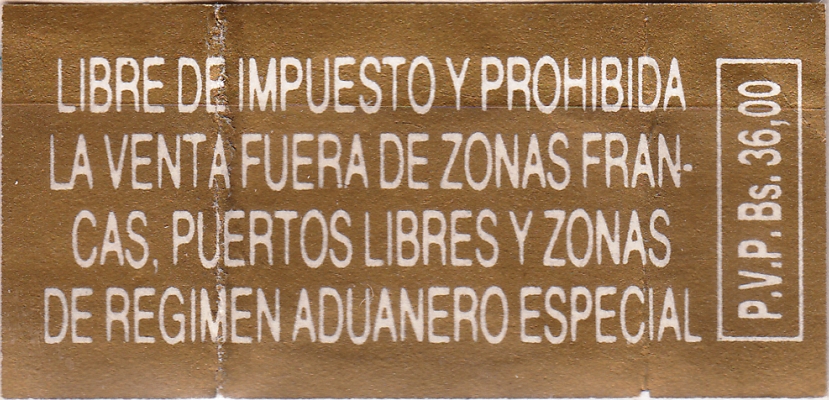 LIBRE DE IMPUESTO Y PROHIBIDA
LA VENTA FUERA DE ZONAS FRAN-
CAS, PUERTOS LIBRES Y ZONAS
DE REGIMEN ADUANERO ESPECIAL
P.V.P. Bs. 36,00